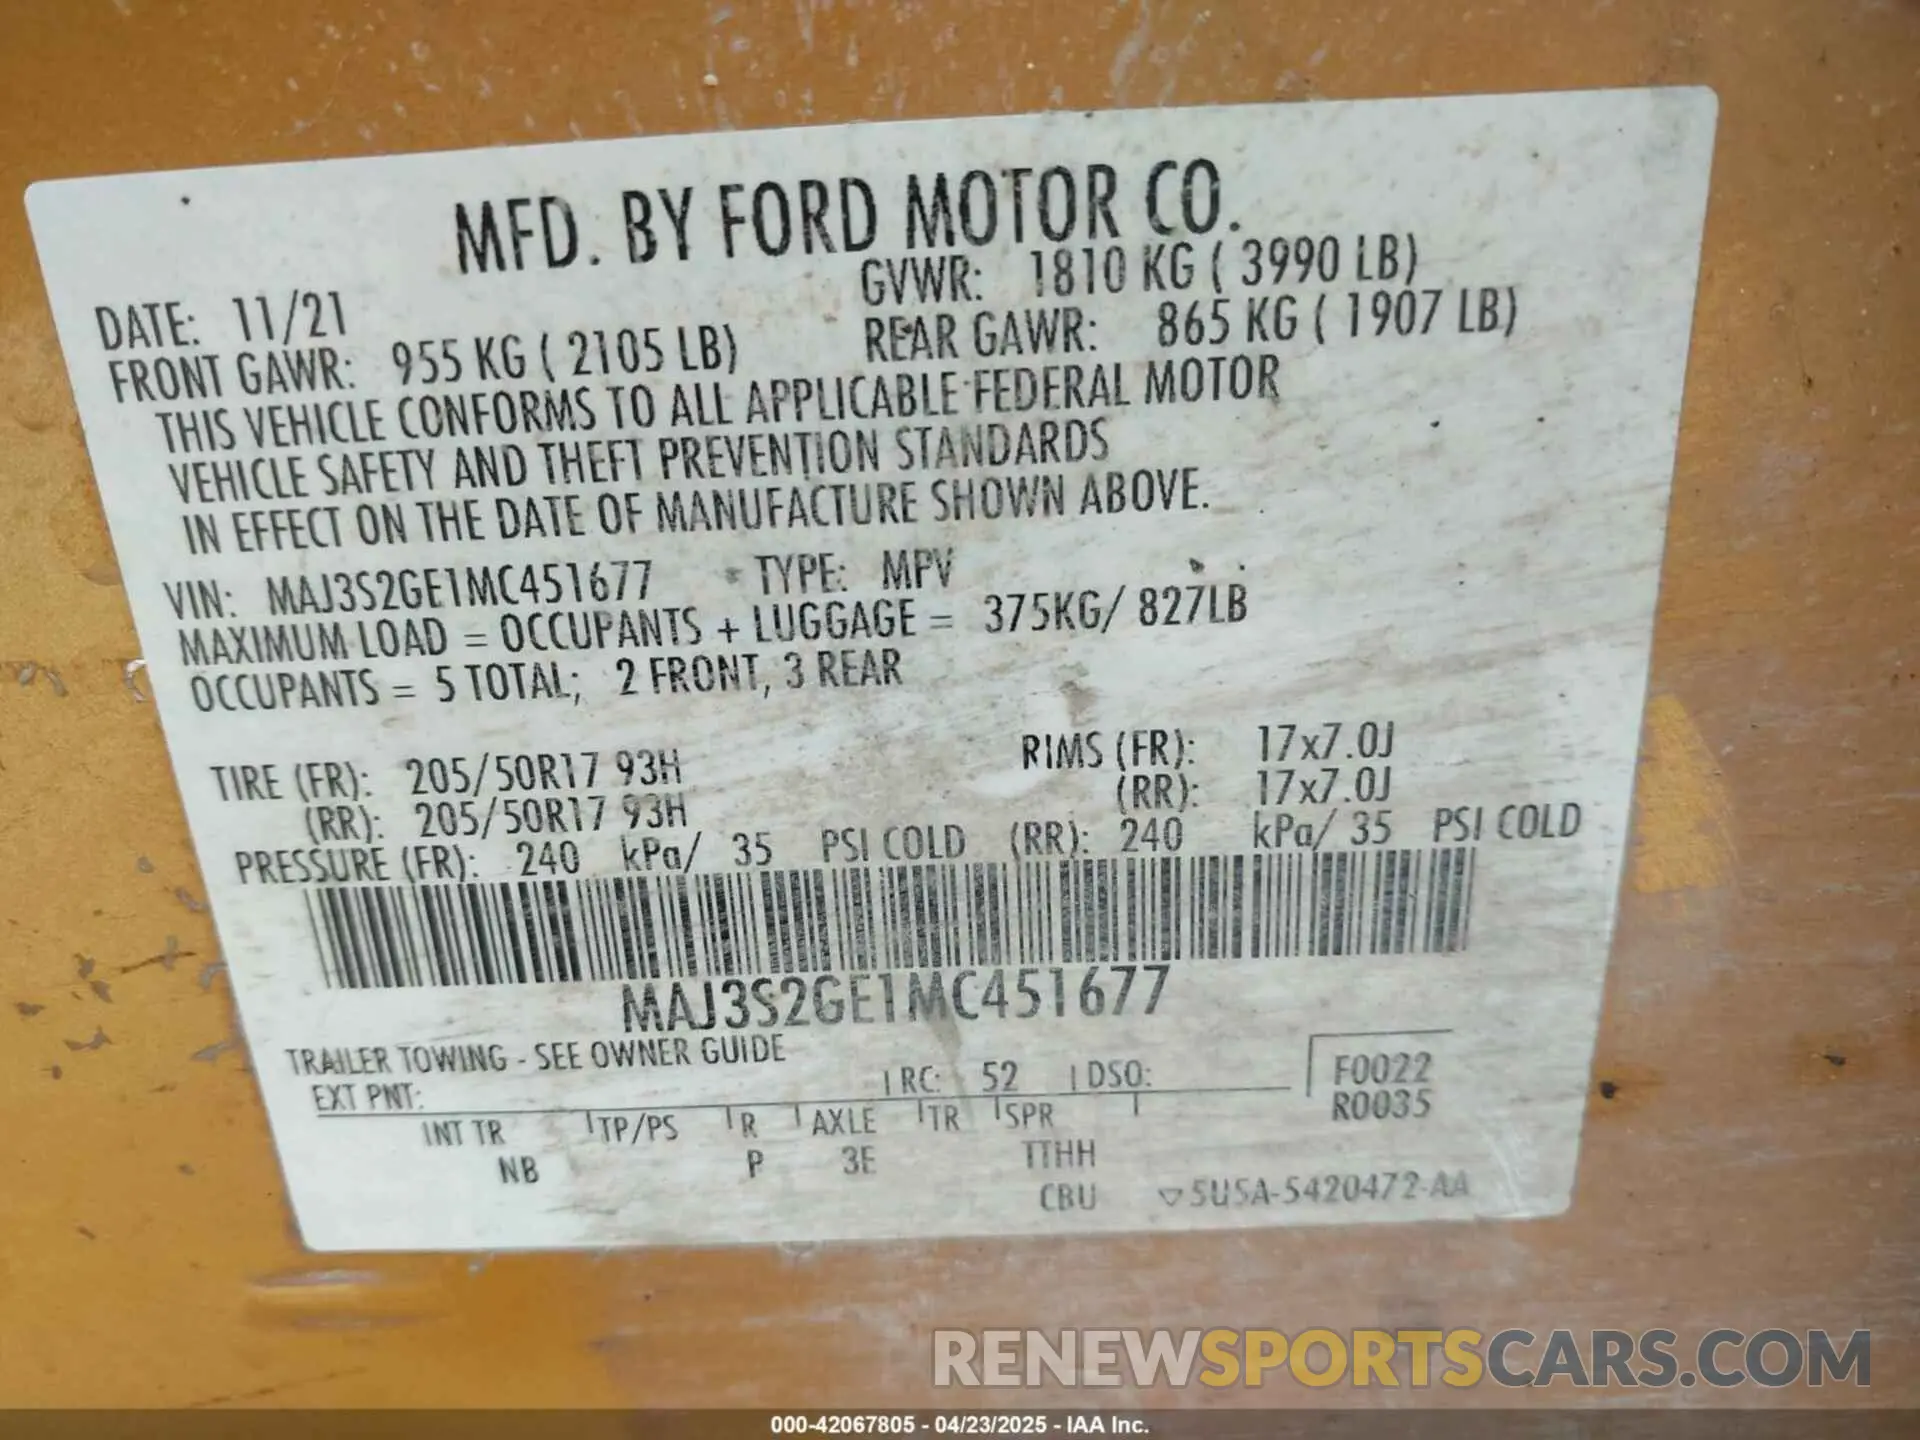 MFD. BY FORD MOTOR CO.
DATE: 11/21 GVWR: 1810 KG ( 3990 LB)
FRONT GAWR: 955 KG ( 2105 LB) REAR GAWR: 865 KG ( 1907 LB)
THIS VEHICLE CONFORMS TO ALL APPLICABLE FEDERAL MOTOR
VEHICLE SAFETY AND THEFT PREVENTION STANDARDS
IN EFFECT ON THE DATE OF MANUFACTURE SHOWN ABOVE.
VIN: MAJ3S2GE1MC451677 TYPE: MPV
MAXIMUM LOAD = OCCUPANTS + LUGGAGE = 375KG/ 827LB
OCCUPANTS = 5 TOTAL; 2 FRONT, 3 REAR
TIRE (FR): 205/50R17 93H RIMS (FR): 17x7.0J
(RR): 205/50R17 93H (RR): 17x7.0J
PRESSURE (FR): 240 kPa/ 35 PSI COLD (RR): 240 kPa/ 35 PSI COLD
MAJ3S2GE1MC451677
TRAILER TOWING - SEE OWNER GUIDE
EXT PNT: RC: 52 DSO: F0022
R0035
INT TR TP/PS R AXLE TR SPR
NB P 3E TTHH
CBU 5U5A-5420472-AA
RENEWSPORTSCARS.COM
000-42067805 - 04/23/2025 - IAA Inc.